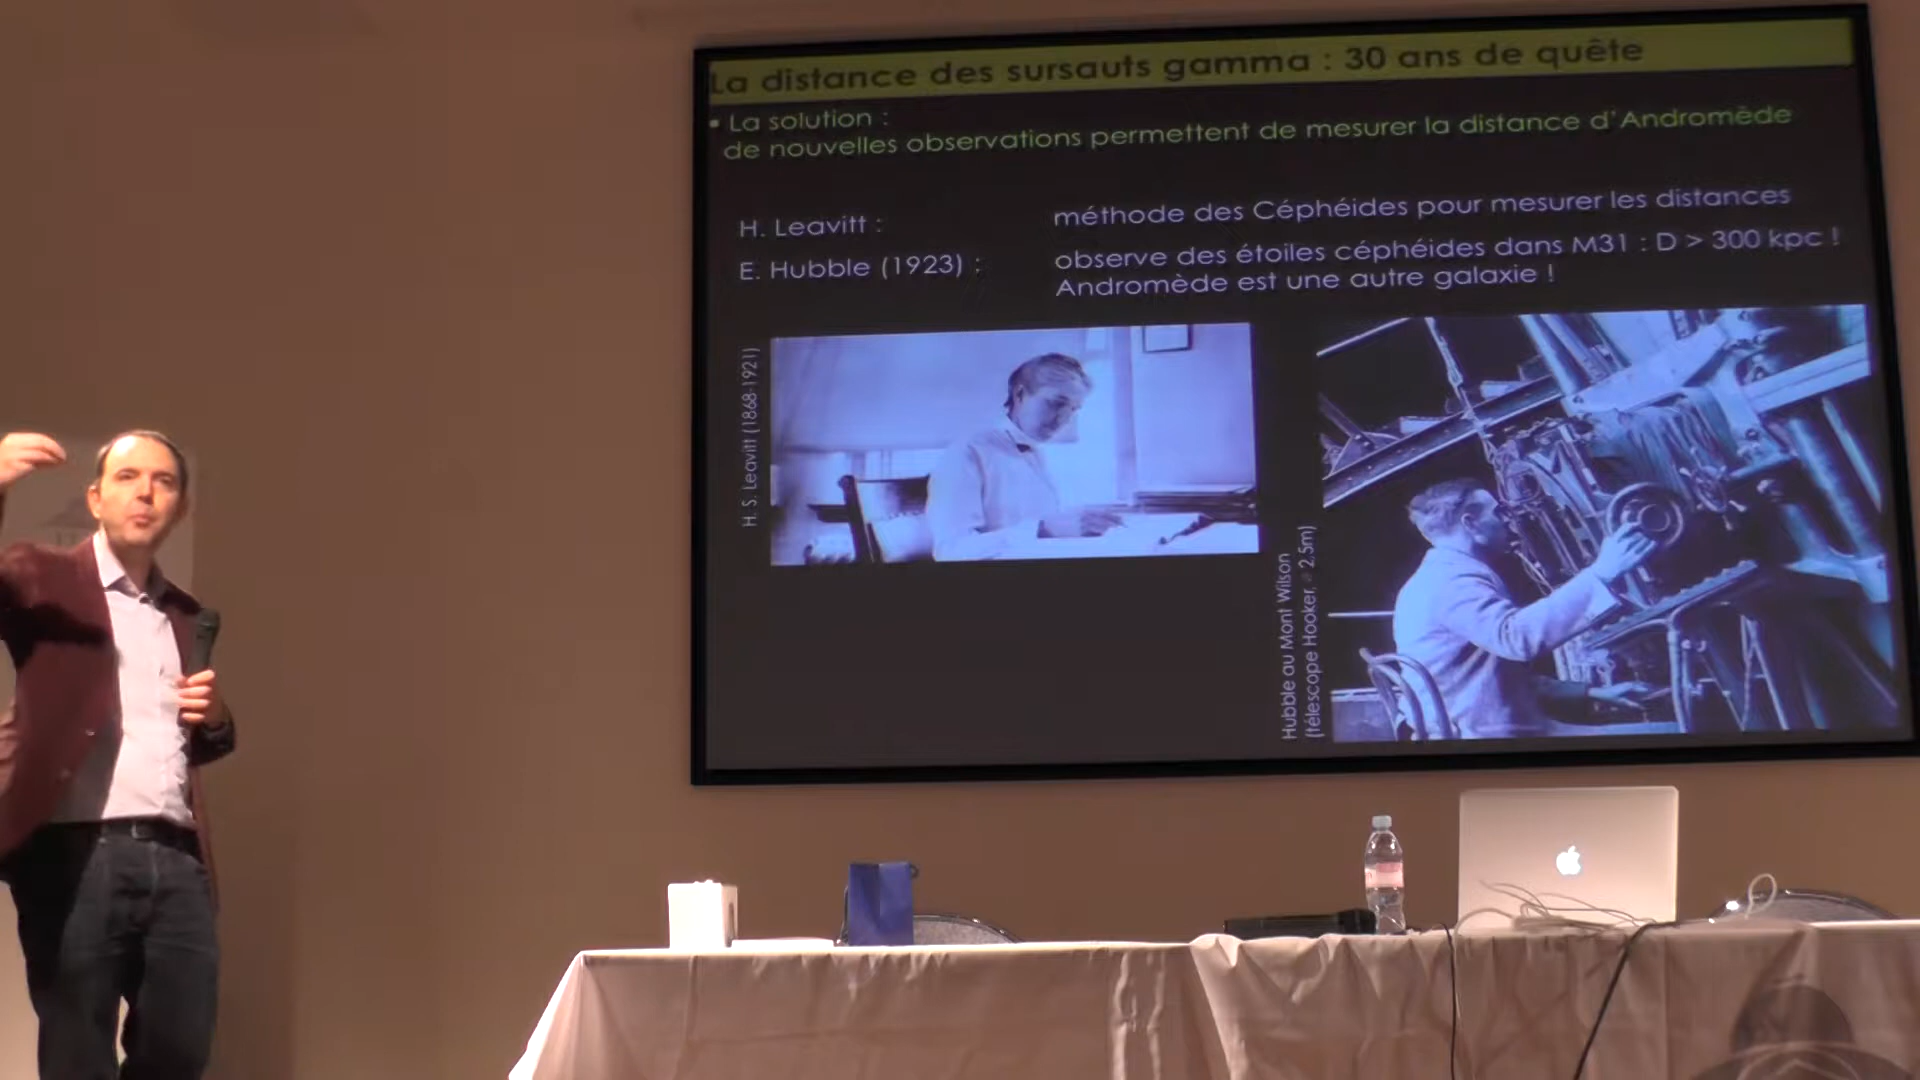 La distance des sursauts gamma : 30 ans de quête
• La solution :
de nouvelles observations permettent de mesurer la distance d'Andromède
H. Leavitt :
méthode des Céphéides pour mesurer les distances
E. Hubble (1923) :
observe des étoiles céphéides dans M31 : D > 300 kpc !
Andromède est une autre galaxie !
H. S. Leavitt (1868-1921)
Hubble au Mont Wilson
(télescope Hooker, ⌀ 2,5m)